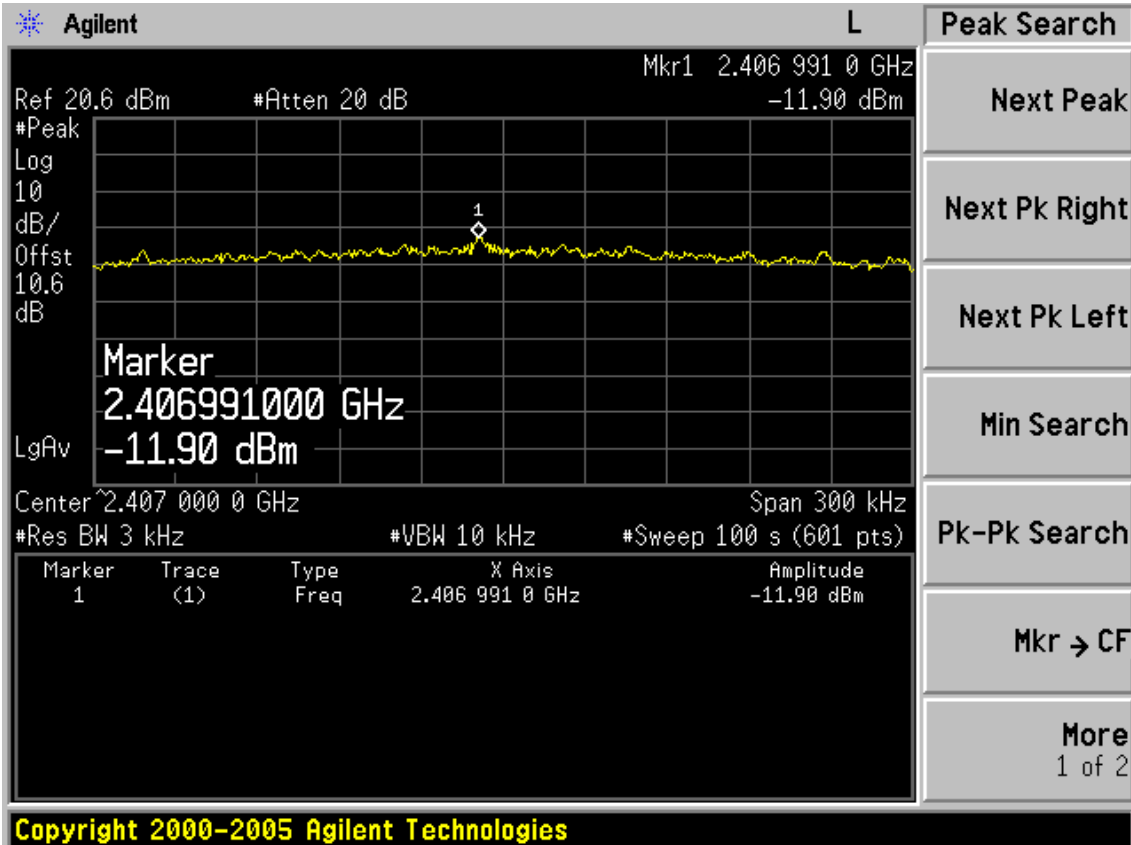 Agilent L Peak Search
Mkr1 2.406 991 0 GHz
Ref 20.6 dBm #Atten 20 dB -11.90 dBm
#Peak
Log
10
dB/
Offst
10.6
dB
1
Marker
2.406991000 GHz
-11.90 dBm
LgAv
Center ^2.407 000 0 GHz Span 300 kHz
#Res BW 3 kHz #VBW 10 kHz #Sweep 100 s (601 pts)
Marker Trace Type X Axis Amplitude
1 (1) Freq 2.406 991 0 GHz -11.90 dBm
Next Peak
Next Pk Right
Next Pk Left
Min Search
Pk-Pk Search
Mkr → CF
More
1 of 2
Copyright 2000-2005 Agilent Technologies